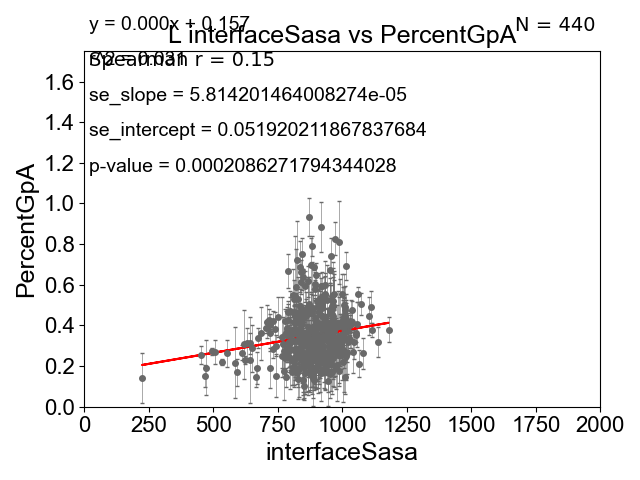 y = 0.000x + 0.157
N = 440
L interfaceSasa vs PercentGpA
Spearman r = 0.15
se_slope = 5.814201464008274e-05
se_intercept = 0.051920211867837684
p-value = 0.0002086271794344028
PercentGpA
1.6
1.4
1.2
1.0
0.8
0.6
0.4
0.2
0.0
0 250 500 750 1000 1250 1500 1750 2000
interfaceSasa